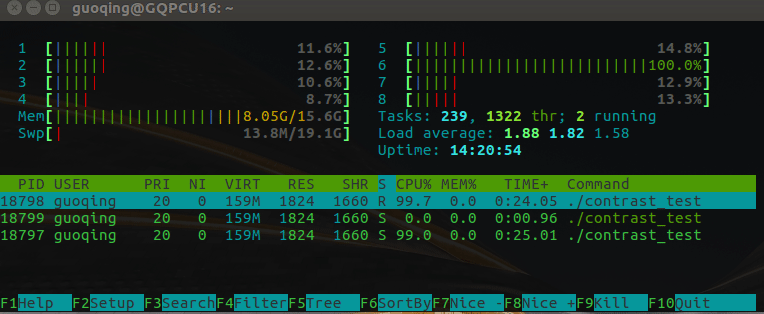 guoqing@GQPCU16: ~
1 [|||||| 11.6%] 5 [|||||| 14.8%]
2 [|||||| 12.6%] 6 [||||||||||||||||||||||||||100.0%]
3 [||||| 10.6%] 7 [||||| 12.9%]
4 [|||| 8.7%] 8 [||||| 13.3%]
Mem[||||||||||||||||||||||8.05G/15.6G] Tasks: 239, 1322 thr; 2 running
Swp[| 13.8M/19.1G] Load average: 1.88 1.82 1.58
Uptime: 14:20:54
PID USER PRI NI VIRT RES SHR S CPU% MEM% TIME+ Command
18798 guoqing 20 0 159M 1824 1660 R 99.7 0.0 0:24.05 ./contrast_test
18799 guoqing 20 0 159M 1824 1660 S 0.0 0.0 0:00.96 ./contrast_test
18797 guoqing 20 0 159M 1824 1660 S 99.0 0.0 0:25.01 ./contrast_test
F1Help F2Setup F3SearchF4FilterF5Tree F6SortByF7Nice -F8Nice +F9Kill F10Quit